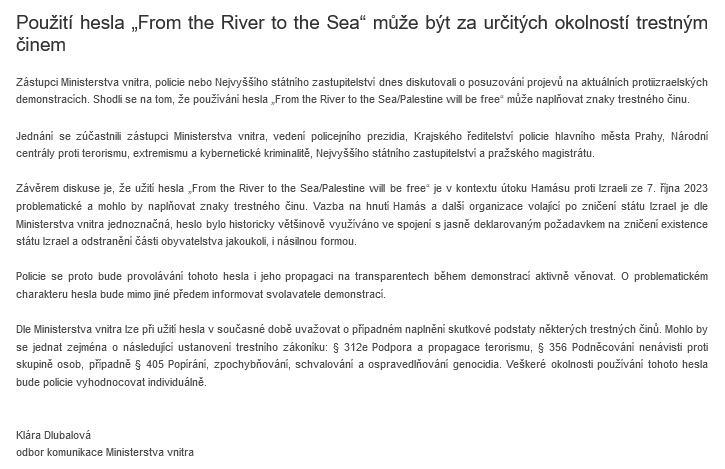 Použití hesla „From the River to the Sea“ může být za určitých okolností trestným
činem
Zástupci Ministerstva vnitra, policie nebo Nejvyššího státního zastupitelství dnes diskutovali o posuzování projevů na aktuálních protiizraelských
demonstracích. Shodli se na tom, že používání hesla „From the River to the Sea/Palestine will be free“ může naplňovat znaky trestného činu.
Jednání se zúčastnili zástupci Ministerstva vnitra, vedení policejního prezidia, Krajského ředitelství policie hlavního města Prahy, Národní
centrály proti terorismu, extremismu a kybernetické kriminalitě, Nejvyššího státního zastupitelství a pražského magistrátu.
Závěrem diskuse je, že užití hesla „From the River to the Sea/Palestine will be free“ je v kontextu útoku Hamásu proti Izraeli ze 7. října 2023
problematické a mohlo by naplňovat znaky trestného činu. Vazba na hnutí Hamás a další organizace volající po zničení státu Izrael je dle
Ministerstva vnitra jednoznačná, heslo bylo historicky většinově využíváno ve spojení s jasně deklarovaným požadavkem na zničení existence
státu Izrael a odstranění části obyvatelstva jakoukoli, i násilnou formou.
Policie se proto bude provolávání tohoto hesla i jeho propagaci na transparentech během demonstrací aktivně věnovat. O problematickém
charakteru hesla bude mimo jiné předem informovat svolavatele demonstrací.
Dle Ministerstva vnitra lze při užití hesla v současné době uvažovat o případném naplnění skutkové podstaty některých trestných činů. Mohlo by
se jednat zejména o následující ustanovení trestního zákoníku: § 312e Podpora a propagace terorismu, § 356 Podněcování nenávisti proti
skupině osob, případně § 405 Popírání, zpochybňování, schvalování a ospravedlňování genocidia. Veškeré okolnosti používání tohoto hesla
bude policie vyhodnocovat individuálně.
Klára Dlubalová
odbor komunikace Ministerstva vnitra